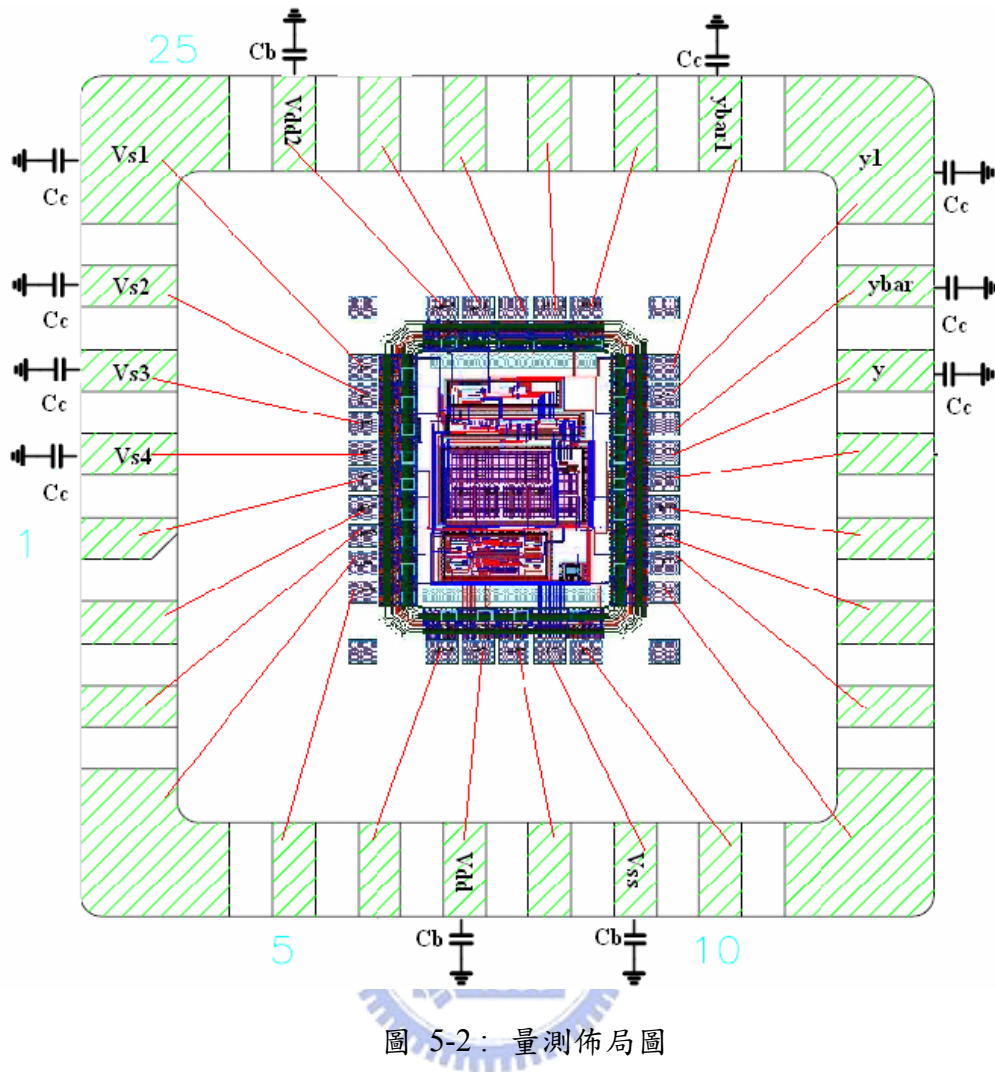 25
Cb
Cc
Vdd2
ybar1
Vs1
y1
Cc
Cc
Vs2
ybar
Cc
Cc
Vs3
y
Cc
Cc
Vs4
Cc
1
Vdd
Vss
5
Cb
Cb
10
圖 5-2： 量測佈局圖